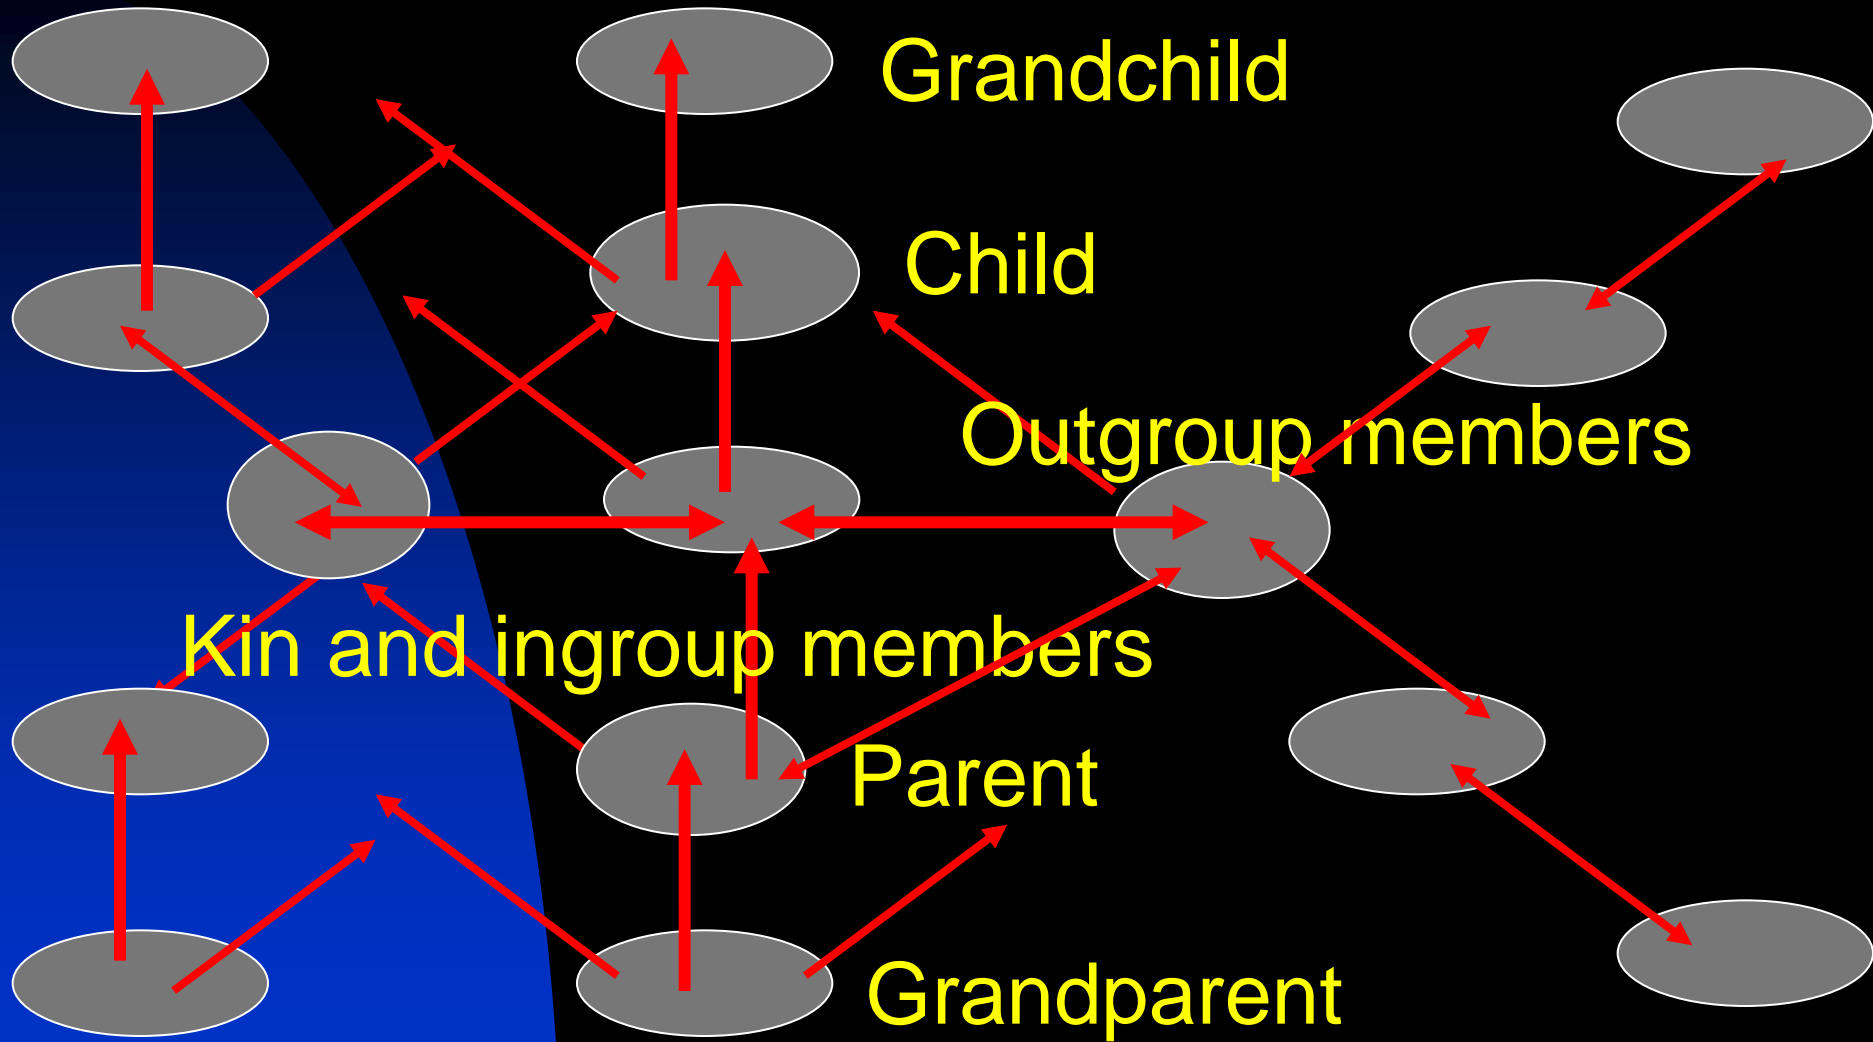 Grandchild
Child
Outgroup members
Kin and ingroup members
Parent
Grandparent